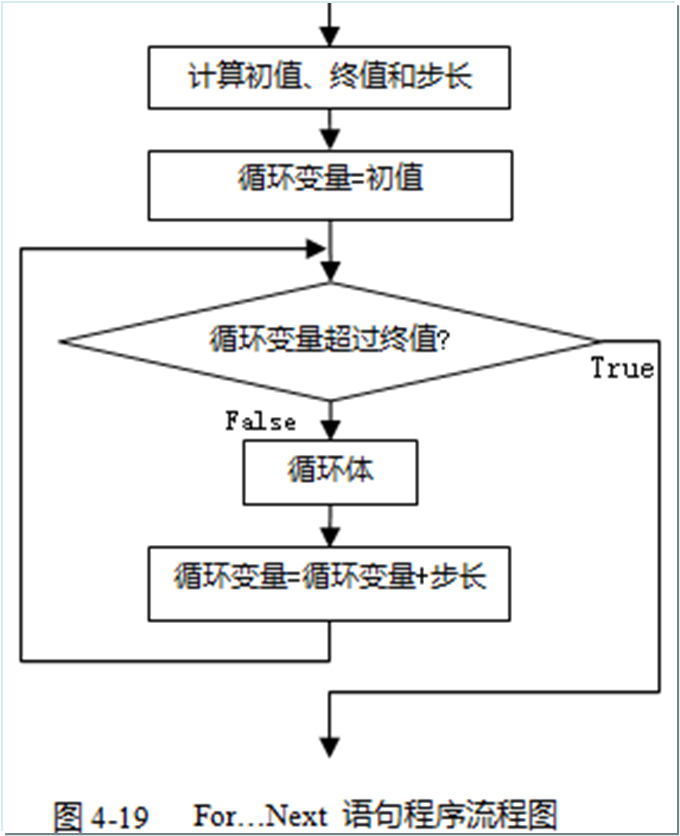 计算初值、终值和步长
循环变量=初值
循环变量超过终值?
True
False
循环体
循环变量=循环变量+步长
图 4-19 For…Next 语句程序流程图